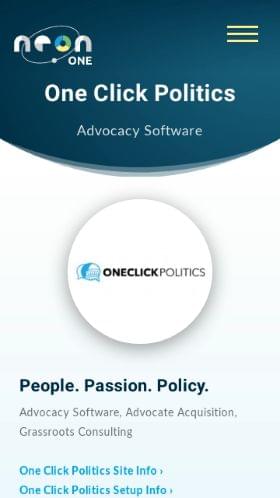 neon
ONE
One Click Politics
Advocacy Software
ONECLICKPOLITICS
People. Passion. Policy.
Advocacy Software, Advocate Acquisition,
Grassroots Consulting
One Click Politics Site Info ›
One Click Politics Setup Info ›